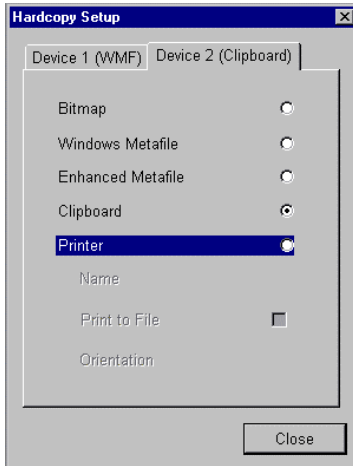 Hardcopy Setup
Device 1 (WMF) Device 2 (Clipboard)
Bitmap
Windows Metafile
Enhanced Metafile
Clipboard
Printer
Name
Print to File
Orientation
Close